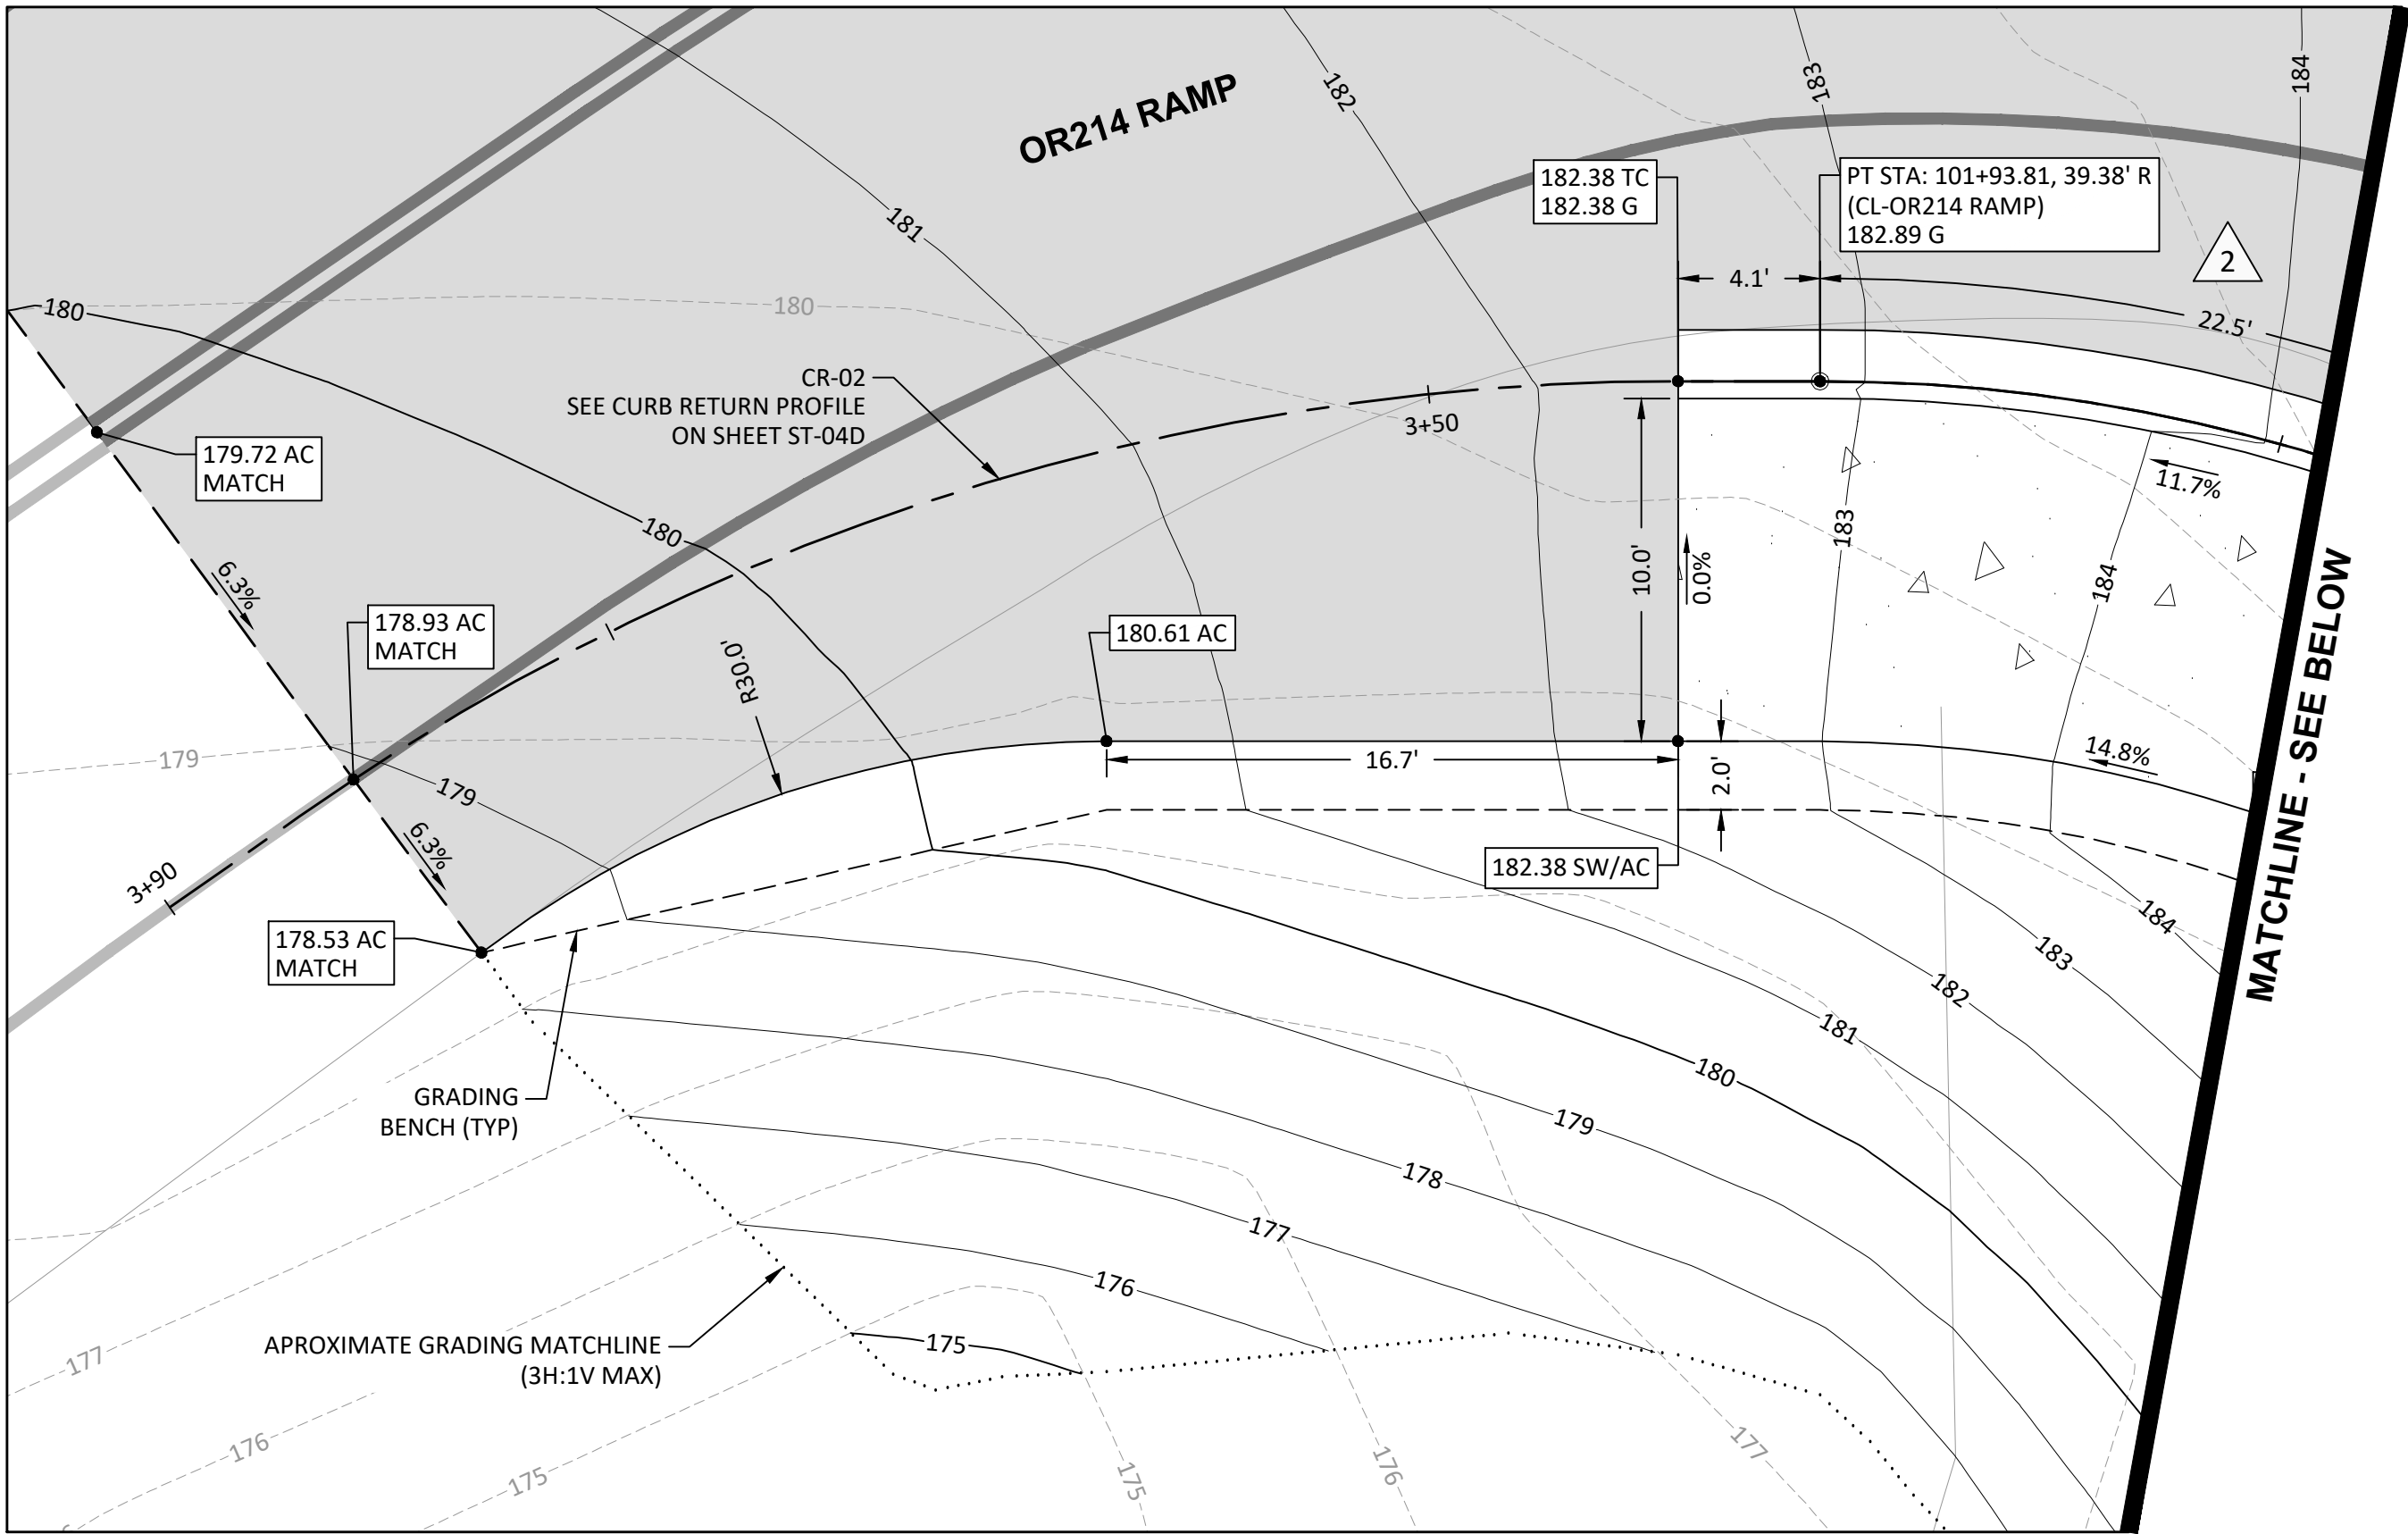 OR214 RAMP
182
183
184
181
180
180
180
179
179
182.38 TC
182.38 G
PT STA: 101+93.81, 39.38' R
(CL-OR214 RAMP)
182.89 G
2
4.1'
22.5'
CR-02
SEE CURB RETURN PROFILE
ON SHEET ST-04D
3+50
179.72 AC
MATCH
6.3%
178.93 AC
MATCH
6.3%
R30.0'
180.61 AC
10.0'
0.0%
183
184
11.7%
14.8%
16.7'
2.0'
182.38 SW/AC
3+90
178.53 AC
MATCH
GRADING
BENCH (TYP)
APROXIMATE GRADING MATCHLINE
(3H:1V MAX)
184
183
182
181
180
179
178
177
176
175
177
176
175
175
176
177
MATCHLINE - SEE BELOW